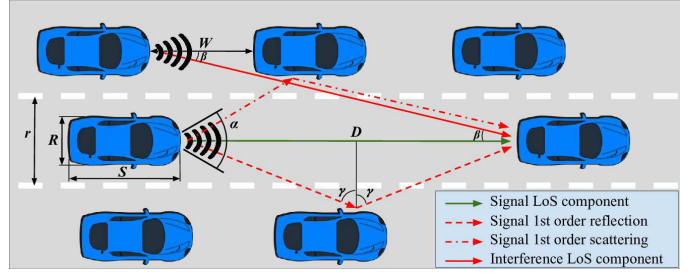 W
β
r
R
S
α
D
β
γ γ
Signal LoS component
Signal 1st order reflection
Signal 1st order scattering
Interference LoS component